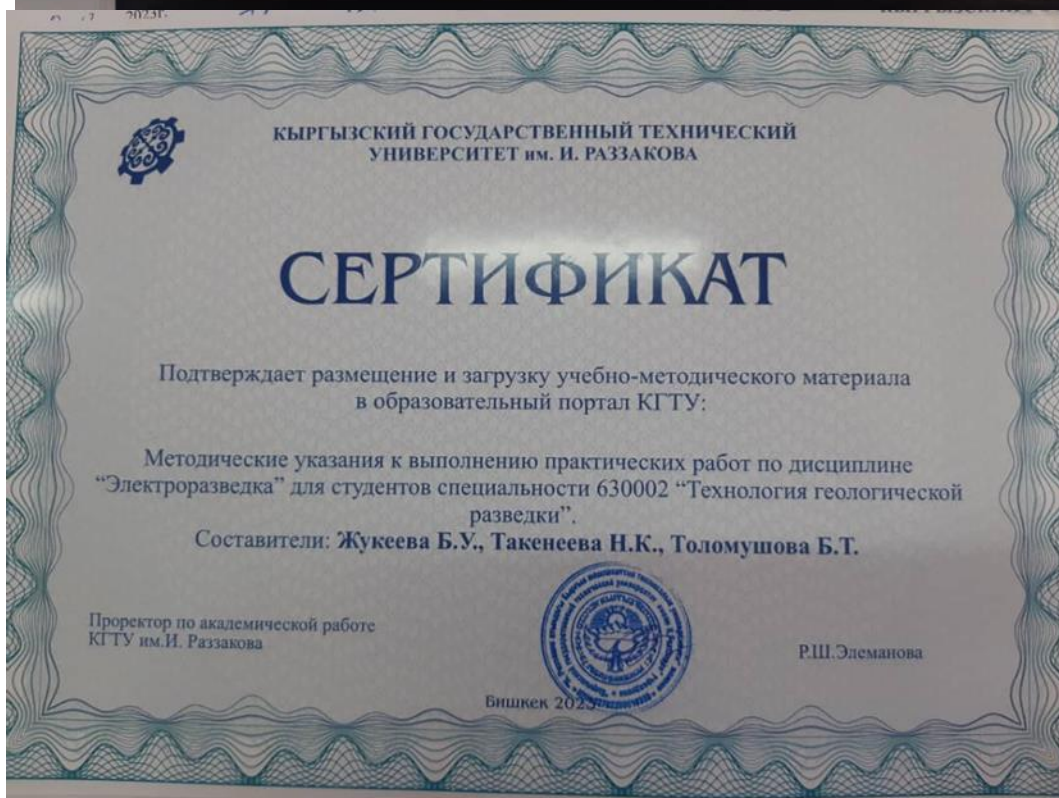 2023г.
КЫРГЫЗСКИЙ ГОСУДАРСТВЕННЫЙ ТЕХНИЧЕСКИЙ
УНИВЕРСИТЕТ им. И. РАЗЗАКОВА
СЕРТИФИКАТ
Подтверждает размещение и загрузку учебно-методического материала
в образовательный портал КГТУ:
Методические указания к выполнению практических работ по дисциплине
“Электроразведка” для студентов специальности 630002 “Технология геологической
разведки”.
Составители: Жукеева Б.У., Такенеева Н.К., Толомушова Б.Т.
Проректор по академической работе
КГТУ им.И. Раззакова
Р.Ш.Элеманова
Бишкек 2023